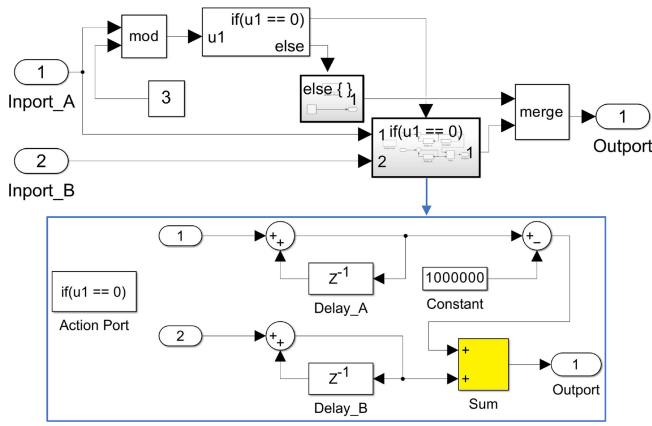 if(u1 == 0)
u1
else
mod
1
Inport_A
3
else { }
1
if(u1 == 0)
1
2
1
merge
1
Outport
2
Inport_B
1
+
+
+
−
Z-1
Delay_A
1000000
Constant
if(u1 == 0)
Action Port
2
+
+
Z-1
Delay_B
+
+
Sum
1
Outport